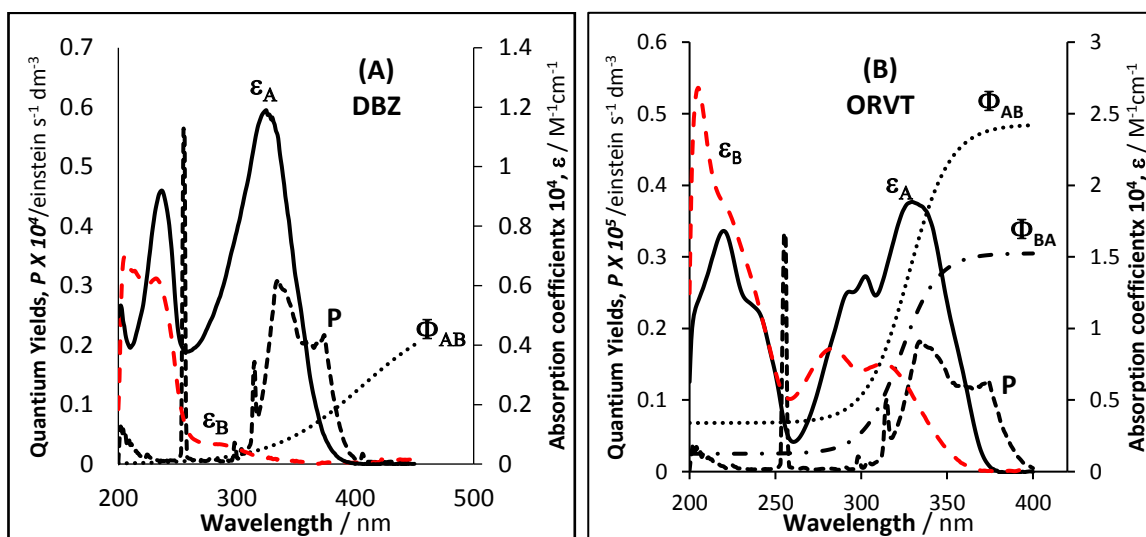 (A)
DBZ
εA
εB
P
ΦAB
0.7
0.6
0.5
0.4
0.3
0.2
0.1
0
1.4
1.2
1
0.8
0.6
0.4
0.2
0
200 300 400 500
Wavelength / nm
Quantum Yields, P X 10⁴/einstein s⁻¹ dm⁻³
Absorption coefficientx 10⁴, ε / M⁻¹cm⁻¹
(B)
ORVT
ΦAB
εB
εA
ΦBA
P
0.6
0.5
0.4
0.3
0.2
0.1
0
3
2.5
2
1.5
1
0.5
0
200 250 300 350 400
Wavelength / nm
Quantum Yields, P X 10⁵ /einstein s⁻¹ dm⁻³
Absorption coefficientx 10⁴, ε / M⁻¹cm⁻¹